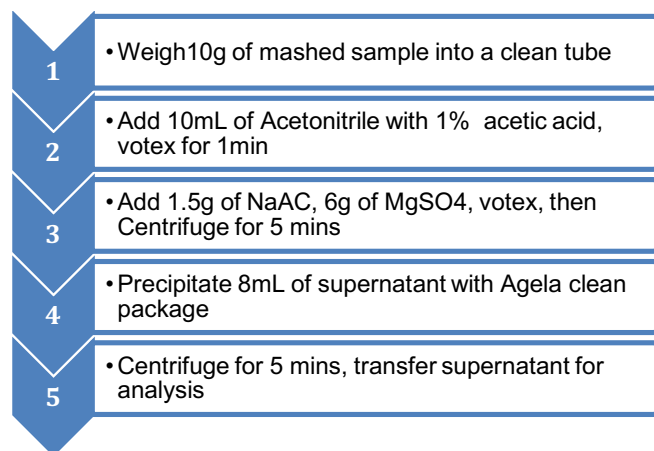 1
•Weigh10g of mashed sample into a clean tube
2
•Add 10mL of Acetonitrile with 1% acetic acid,
votex for 1min
3
•Add 1.5g of NaAC, 6g of MgSO4, votex, then
Centrifuge for 5 mins
4
•Precipitate 8mL of supernatant with Agela clean
package
5
•Centrifuge for 5 mins, transfer supernatant for
analysis